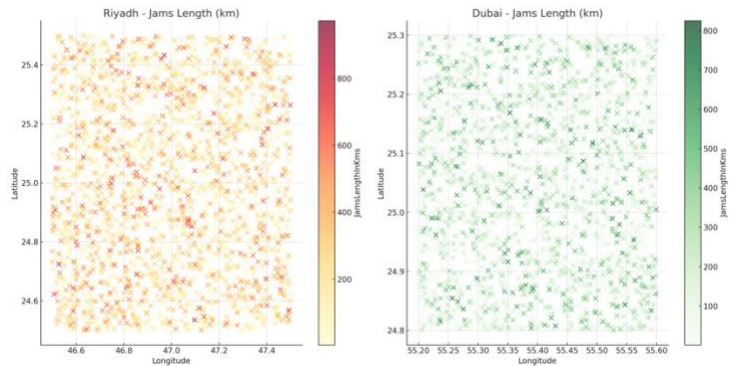 Riyadh - Jams Length (km)
25.4
25.2
25.0
24.8
24.6
Latitude
46.6 46.8 47.0 47.2 47.4
Longitude
800
600
400
200
JamsLengthInKms
Dubai - Jams Length (km)
25.3
25.2
25.1
25.0
24.9
24.8
Latitude
55.20 55.25 55.30 55.35 55.40 55.45 55.50 55.55 55.60
Longitude
800
700
600
500
400
300
200
100
JamsLengthInKms